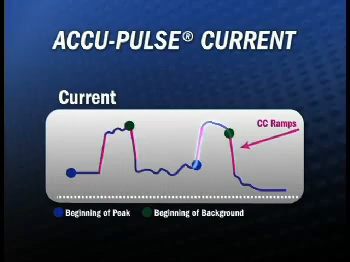 ACCU-PULSE® CURRENT
Current
CC Ramps
Beginning of Peak
Beginning of Background